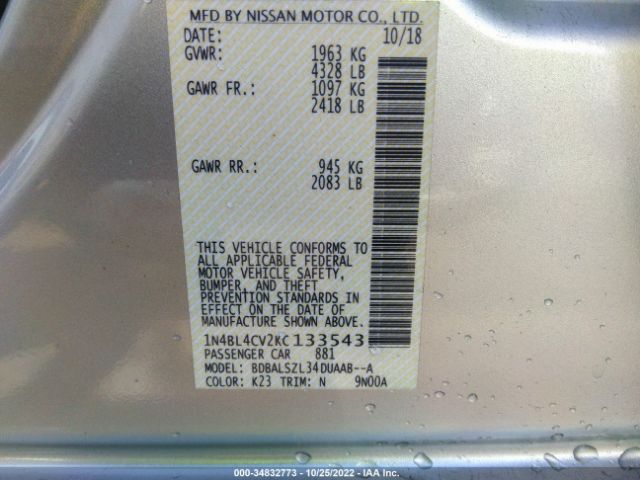 MFD BY NISSAN MOTOR CO., LTD.
DATE: 10/18
GVWR: 1963 KG
4328 LB
GAWR FR.: 1097 KG
2418 LB
GAWR RR.: 945 KG
2083 LB
THIS VEHICLE CONFORMS TO
ALL APPLICABLE FEDERAL
MOTOR VEHICLE SAFETY,
BUMPER, AND THEFT
PREVENTION STANDARDS IN
EFFECT ON THE DATE OF
MANUFACTURE SHOWN ABOVE.
1N4BL4CV2KC133543
PASSENGER CAR 881
MODEL: BDBALSZL34DUAAB--A
COLOR: K23 TRIM: N 9N00A
000-34832773 - 10/25/2022 - IAA Inc.